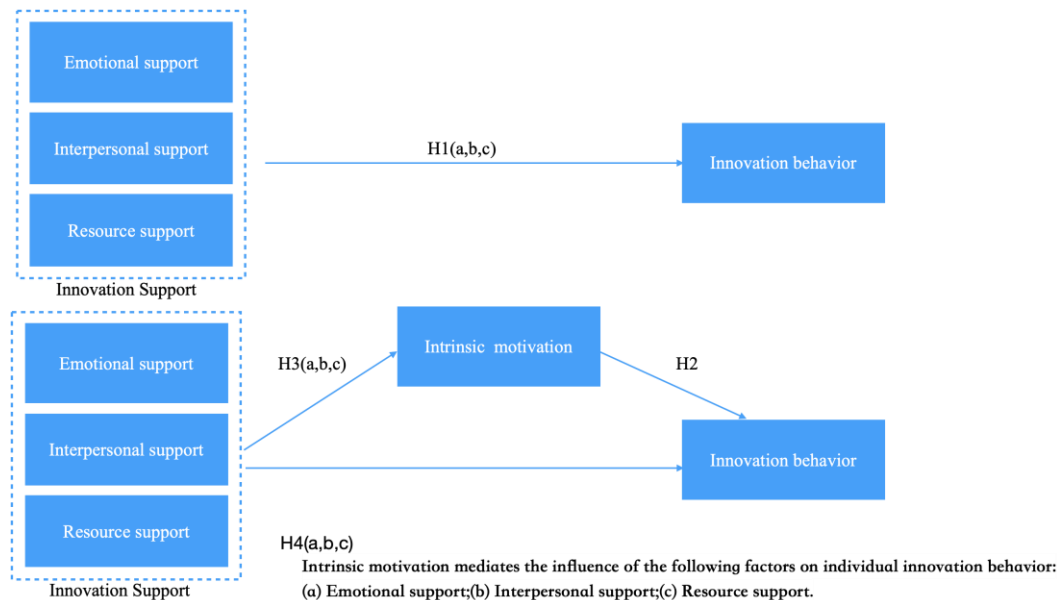 Emotional support
Interpersonal support
Resource support
Innovation Support
H1(a,b,c)
Innovation behavior
Emotional support
Interpersonal support
Resource support
Innovation Support
H3(a,b,c)
Intrinsic motivation
H2
Innovation behavior
H4(a,b,c)
Intrinsic motivation mediates the influence of the following factors on individual innovation behavior:
(a) Emotional support;(b) Interpersonal support;(c) Resource support.